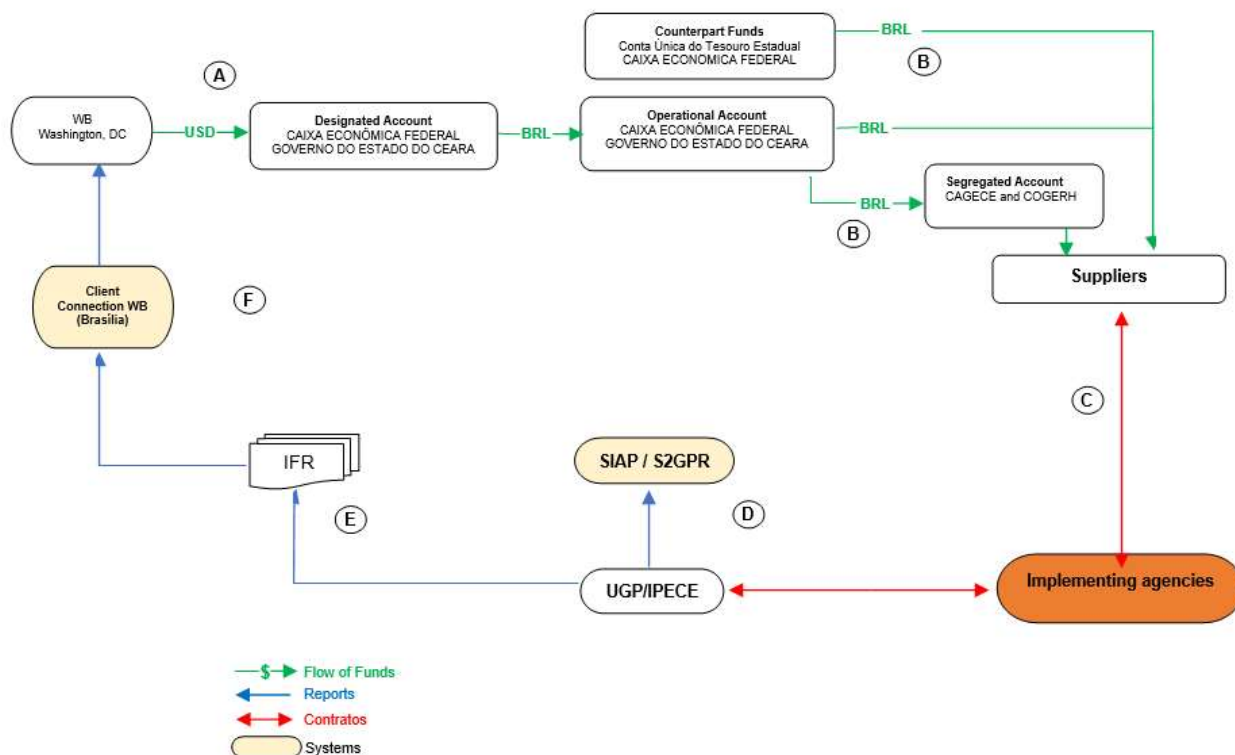 Counterpart Funds
Conta Única do Tesouro Estadual
CAIXA ECONOMICA FEDERAL
BRL
B
A
WB
Washington, DC
USD
Designated Account
CAIXA ECONÔMICA FEDERAL
GOVERNO DO ESTADO DO CEARA
BRL
Operational Account
CAIXA ECONÔMICA FEDERAL
GOVERNO DO ESTADO DO CEARA
BRL
Segregated Account
CAGECE and COGERH
BRL
B
Suppliers
Client
Connection WB
(Brasília)
F
C
IFR
SIAP / S2GPR
E
D
UGP/IPECE
Implementing agencies
$ Flow of Funds
Reports
Contratos
Systems